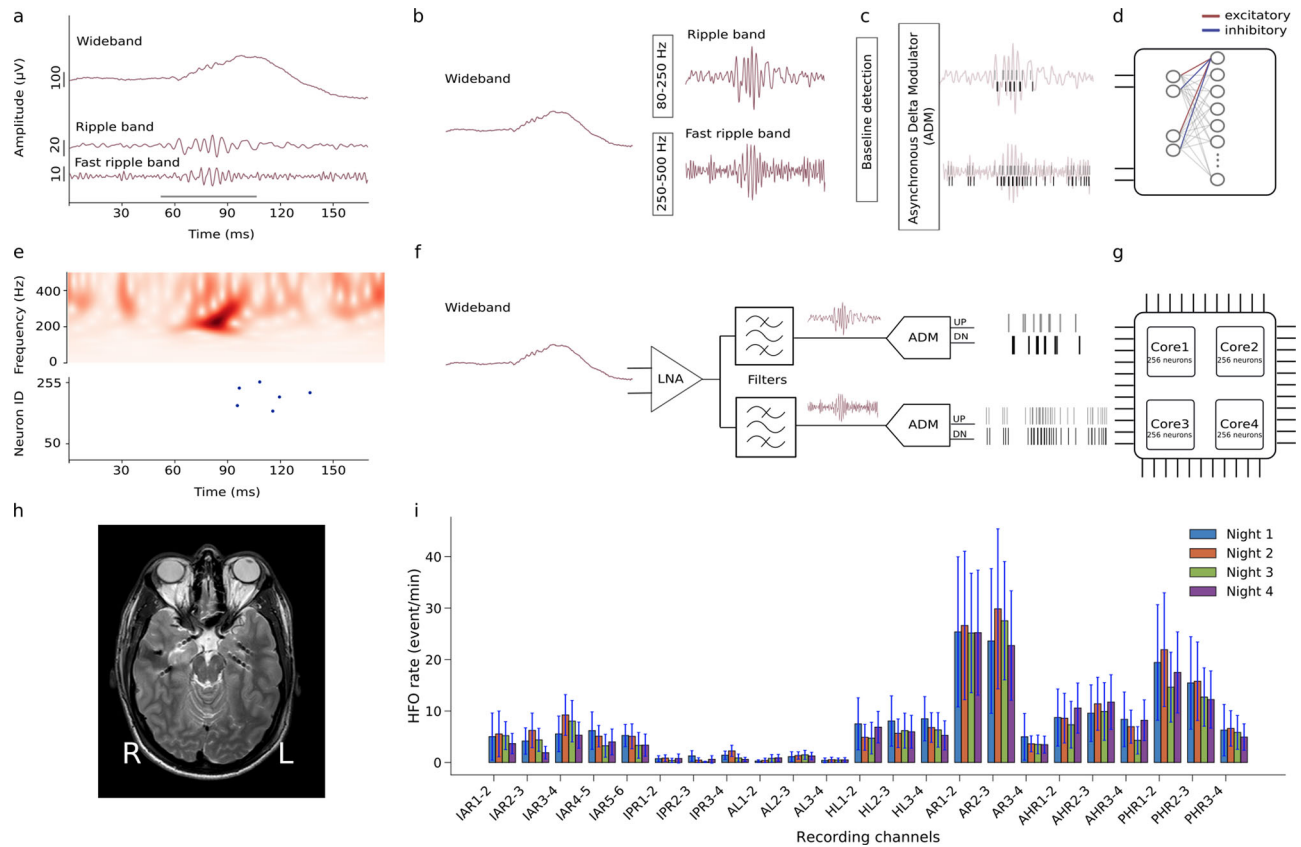 a
Wideband
100
Ripple band
20
Fast ripple band
10
Amplitude (µV)
30 60 90 120 150
Time (ms)
b
Wideband
80-250 Hz
250-500 Hz
Ripple band
Fast ripple band
c
Baseline detection
Asynchronous Delta Modulator
(ADM)
d
excitatory
inhibitory
e
Frequency (Hz)
400
200
0
Neuron ID
255
50
30 60 90 120 150
Time (ms)
f
Wideband
LNA
Filters
ADM
UP
DN
ADM
UP
DN
g
Core1
256 neurons
Core2
256 neurons
Core3
256 neurons
Core4
256 neurons
h
R
L
i
HFO rate (event/min)
40
30
20
10
0
Night 1
Night 2
Night 3
Night 4
IAR1-2
IAR2-3
IAR3-4
IAR4-5
IAR5-6
IPR1-2
IPR2-3
IPR3-4
AL1-2
AL2-3
AL3-4
HL1-2
HL2-3
HL3-4
AR1-2
AR2-3
AR3-4
AHR1-2
AHR2-3
AHR3-4
PHR1-2
PHR2-3
PHR3-4
Recording channels